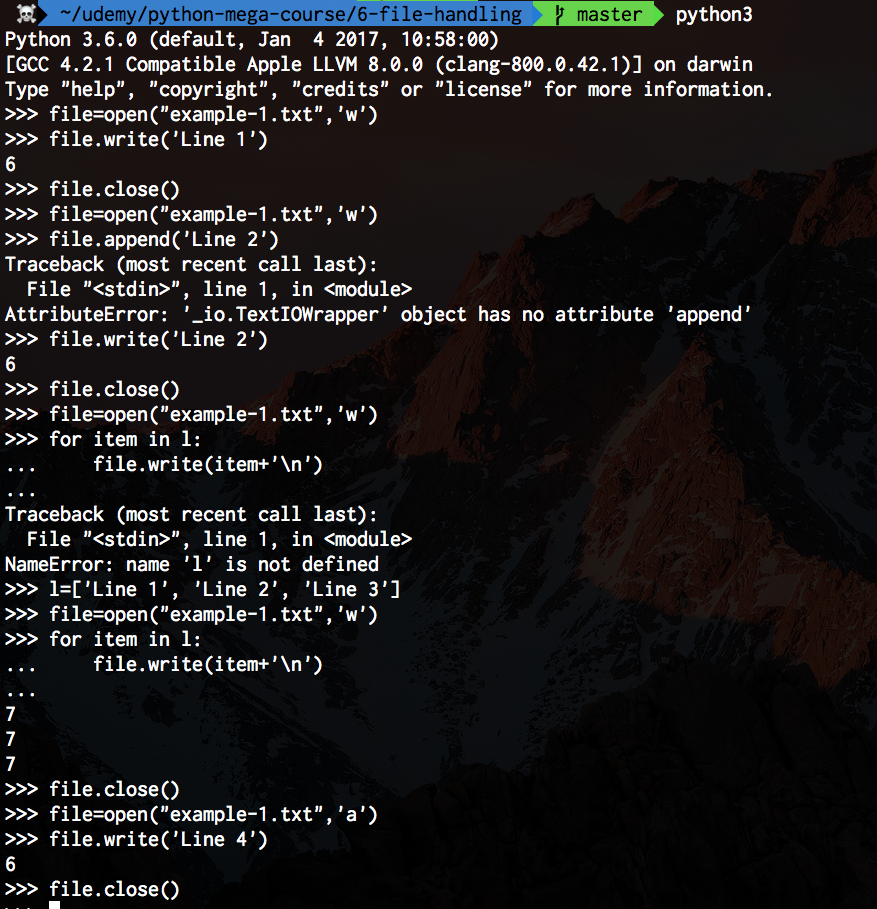 ~/udemy/python-mega-course/6-file-handling master python3
Python 3.6.0 (default, Jan  4 2017, 10:58:00)
[GCC 4.2.1 Compatible Apple LLVM 8.0.0 (clang-800.0.42.1)] on darwin
Type "help", "copyright", "credits" or "license" for more information.
>>> file=open("example-1.txt",'w')
>>> file.write('Line 1')
6
>>> file.close()
>>> file=open("example-1.txt",'w')
>>> file.append('Line 2')
Traceback (most recent call last):
  File "<stdin>", line 1, in <module>
AttributeError: '_io.TextIOWrapper' object has no attribute 'append'
>>> file.write('Line 2')
6
>>> file.close()
>>> file=open("example-1.txt",'w')
>>> for item in l:
...     file.write(item+'\n')
...
Traceback (most recent call last):
  File "<stdin>", line 1, in <module>
NameError: name 'l' is not defined
>>> l=['Line 1', 'Line 2', 'Line 3']
>>> file=open("example-1.txt",'w')
>>> for item in l:
...     file.write(item+'\n')
...
7
7
7
>>> file.close()
>>> file=open("example-1.txt",'a')
>>> file.write('Line 4')
6
>>> file.close()
>>>